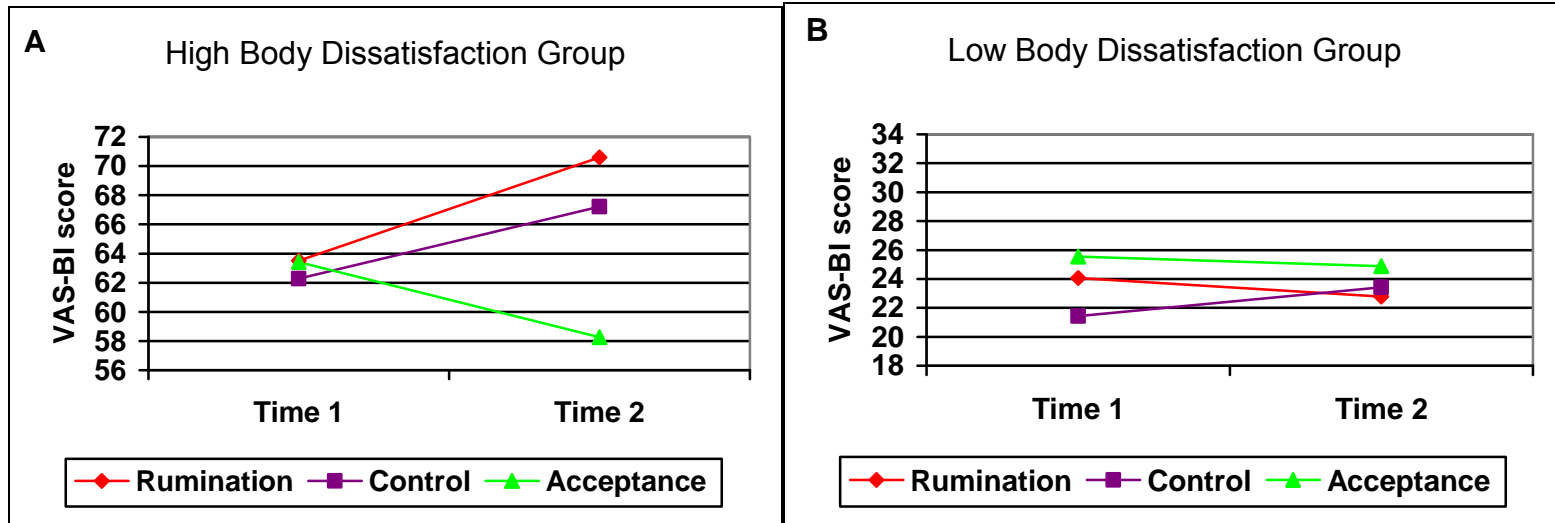 A
High Body Dissatisfaction Group
VAS-BI score
72
70
68
66
64
62
60
58
56
Time 1 Time 2
Rumination Control Acceptance
B
Low Body Dissatisfaction Group
VAS-BI score
34
32
30
28
26
24
22
20
18
Time 1 Time 2
Rumination Control Acceptance